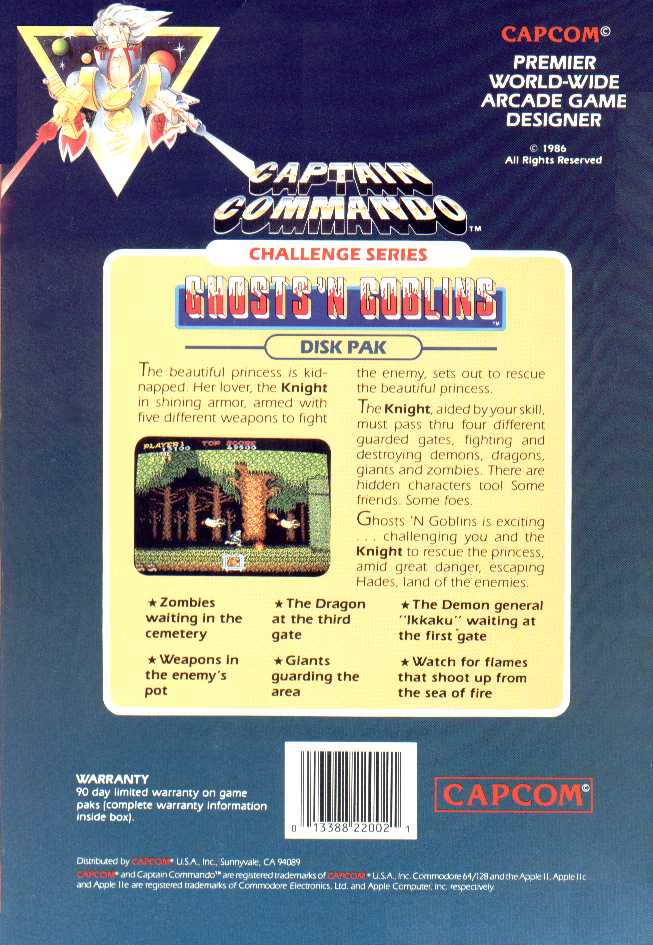 CAPCOM©
PREMIER
WORLD-WIDE
ARCADE GAME
DESIGNER
© 1986
All Rights Reserved
CAPTAIN
COMMANDO™
CHALLENGE SERIES
GHOSTS 'N GOBLINS™
DISK PAK
The beautiful princess is kid-
napped. Her lover, the Knight
in shining armor, armed with
five different weapons to fight
the enemy, sets out to rescue
the beautiful princess.
The Knight, aided by your skill,
must pass thru four different
guarded gates, fighting and
destroying demons, dragons,
giants and zombies. There are
hidden characters too! Some
friends. Some foes.
Ghosts 'N Goblins is exciting
. . . challenging you and the
Knight to rescue the princess,
amid great danger, escaping
Hades, land of the enemies.
PLAYER1 TOP SCORE
★ Zombies
waiting in the
cemetery
★ The Dragon
at the third
gate
★ The Demon general
"Ikkaku" waiting at
the first gate
★ Weapons in
the enemy's
pot
★ Giants
guarding the
area
★ Watch for flames
that shoot up from
the sea of fire
WARRANTY
90 day limited warranty on game
paks (complete warranty information
inside box).
0 13388 22002 1
CAPCOM©
Distributed by CAPCOM® U.S.A., Inc., Sunnyvale, CA 94089
CAPCOM® and Captain Commando™ are registered trademarks of CAPCOM® U.S.A., Inc. Commodore 64/128 and the Apple II, Apple IIc
and Apple IIe are registered trademarks of Commodore Electronics, Ltd. and Apple Computer, Inc. respectively.